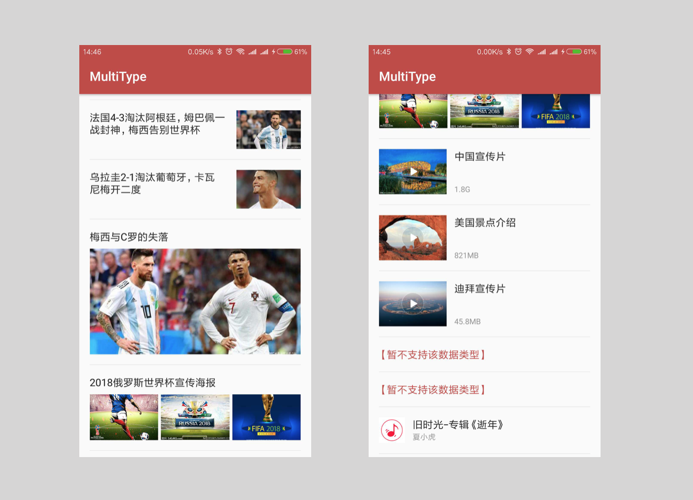 14:46
0.05K/s
61%
MultiType
法国4-3淘汰阿根廷，姆巴佩一
战封神，梅西告别世界杯
乌拉圭2-1淘汰葡萄牙，卡瓦
尼梅开二度
梅西与C罗的失落
10
7
2018俄罗斯世界杯宣传海报
RUSSIA 2018
FIFA 2018
14:45
0.00K/s
61%
MultiType
RUSSIA 2018
FIFA 2018
中国宣传片
1.8G
美国景点介绍
821MB
迪拜宣传片
45.8MB
【暂不支持该数据类型】
【暂不支持该数据类型】
旧时光-专辑《逝年》
夏小虎